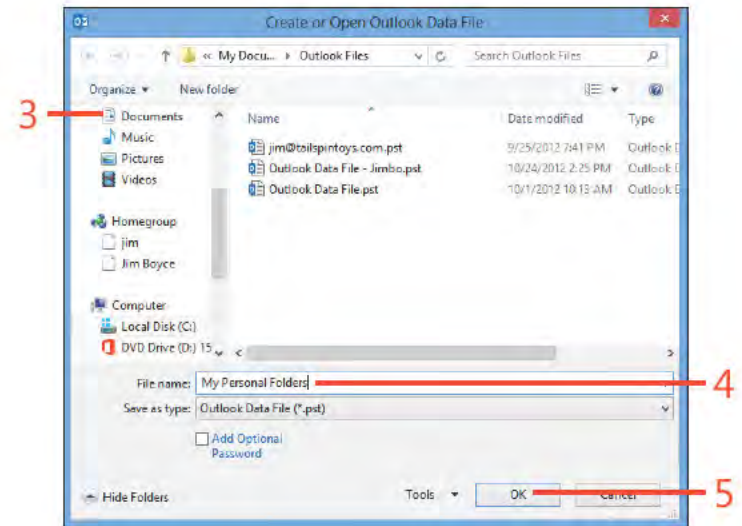 Create or Open Outlook Data File
« My Docu... Outlook Files Search Outlook Files
Organize New folder
3 Documents Name Date modified Type
Music
jim@tailspintoys.com.pst 9/25/2012 7:41 PM Outlook D
Pictures
Outlook Data File - Jimbo.pst 10/24/2012 2:25 PM Outlook D
Videos
Outlook Data File.pst 10/1/2012 10:13 AM Outlook D
Homegroup
jim
Jim Boyce
Computer
Local Disk (C:)
DVD Drive (D:) 15
File name: My Personal Folders 4
Save as type: Outlook Data File (*.pst)
Add Optional
Password
Hide Folders Tools OK Cancel 5